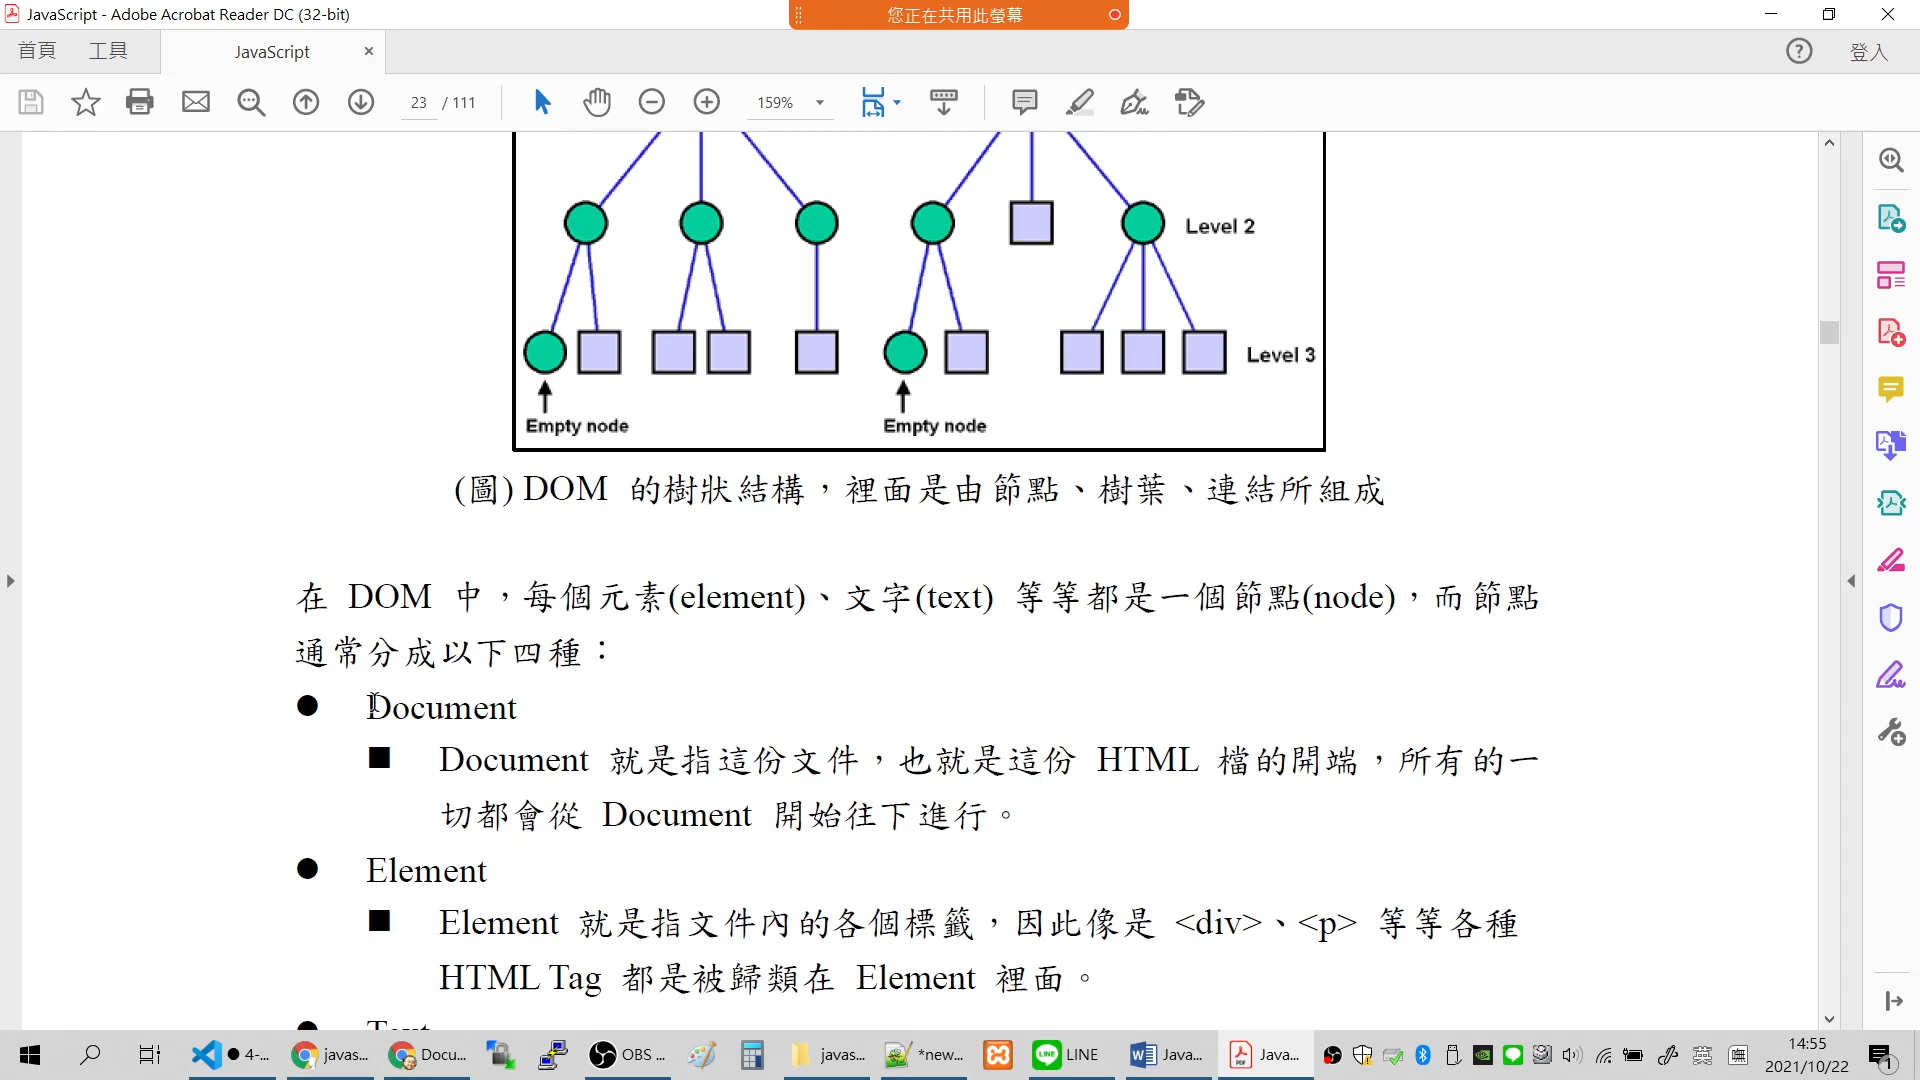 JavaScript - Adobe Acrobat Reader DC (32-bit)
您正在共用此螢幕
首頁
工具
JavaScript
登入
23 / 111
159%
Level 2
Level 3
Empty node
Empty node
(圖) DOM 的樹狀結構，裡面是由節點、樹葉、連結所組成
在 DOM 中，每個元素(element)、文字(text) 等等都是一個節點(node)，而節點
通常分成以下四種：
Document
Document 就是指這份文件，也就是這份 HTML 檔的開端，所有的一
切都會從 Document 開始往下進行。
Element
Element 就是指文件內的各個標籤，因此像是 <div>、<p> 等等各種
HTML Tag 都是被歸類在 Element 裡面。
Text
4-...
javas...
Docu...
OBS ...
javas...
*new...
LINE
Java...
Java...
英
14:55
2021/10/22
1